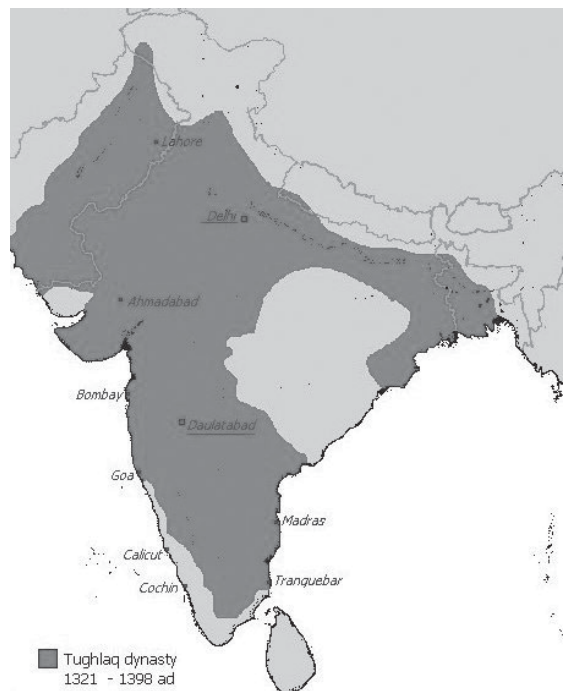 Lahore
Delhi
Ahmadabad
Bombay
Daulatabad
Goa
Madras
Calicut
Cochin
Tranquebar
Tughlaq dynasty
1321 - 1398 ad